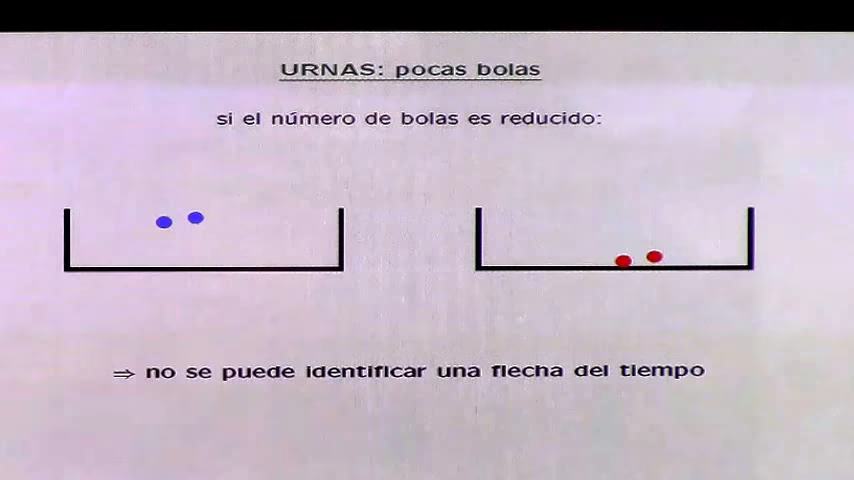 URNAS: pocas bolas
si el número de bolas es reducido:
⇒ no se puede identificar una flecha del tiempo